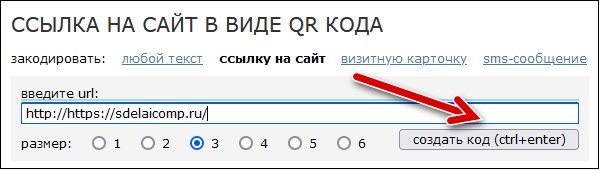 ССЫЛКА НА САЙТ В ВИДЕ QR КОДА
закодировать: любой текст ссылку на сайт визитную карточку sms-сообщение
введите url:
http://https://sdelaicomp.ru/
размер: 1 2 3 4 5 6 создать код (ctrl+enter)